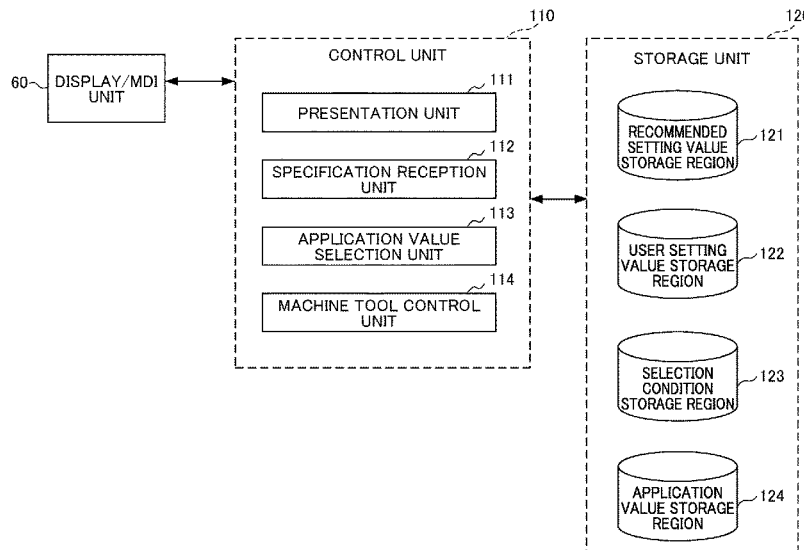 110
CONTROL UNIT
60
DISPLAY/MDI
UNIT
111
PRESENTATION UNIT
112
SPECIFICATION RECEPTION
UNIT
113
APPLICATION VALUE
SELECTION UNIT
114
MACHINE TOOL CONTROL
UNIT
120
STORAGE UNIT
RECOMMENDED
SETTING VALUE
STORAGE REGION
121
USER SETTING
VALUE STORAGE
REGION
122
SELECTION
CONDITION
STORAGE REGION
123
APPLICATION
VALUE STORAGE
REGION
124